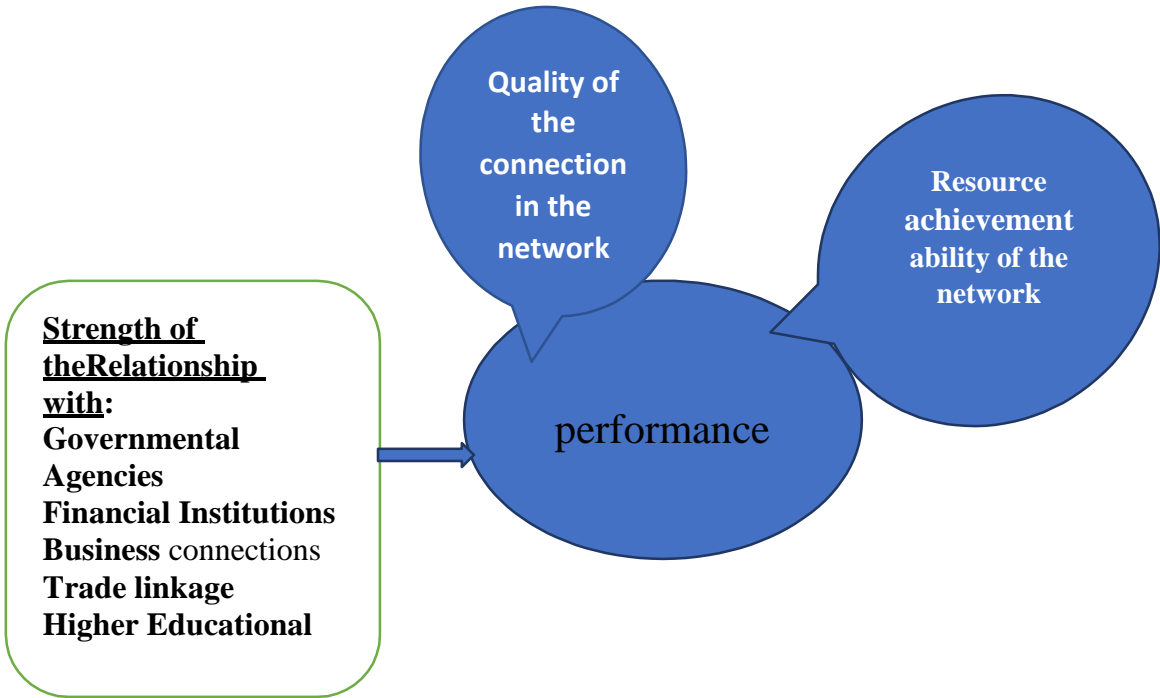 Quality of
the
connection
in the
network
Resource
achievement
ability of the
network
Strength of
theRelationship
with:
Governmental
Agencies
Financial Institutions
Business connections
Trade linkage
Higher Educational
performance